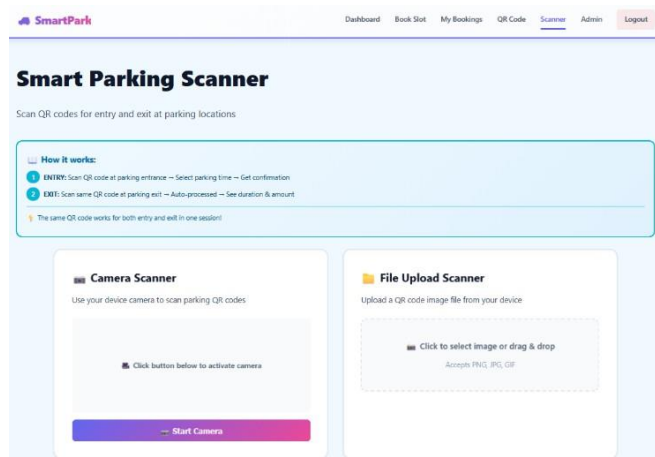 SmartPark
Dashboard Book Slot My Bookings QR Code Scanner Admin Logout
Smart Parking Scanner
Scan QR codes for entry and exit at parking locations
How it works:
1 ENTRY: Scan QR code at parking entrance → Select parking time → Get confirmation
2 EXIT: Scan same QR code at parking exit → Auto-processed → See duration & amount
The same QR code works for both entry and exit in one session!
Camera Scanner
Use your device camera to scan parking QR codes
Click button below to activate camera
Start Camera
File Upload Scanner
Upload a QR code image file from your device
Click to select image or drag & drop
Accepts PNG, JPG, GIF